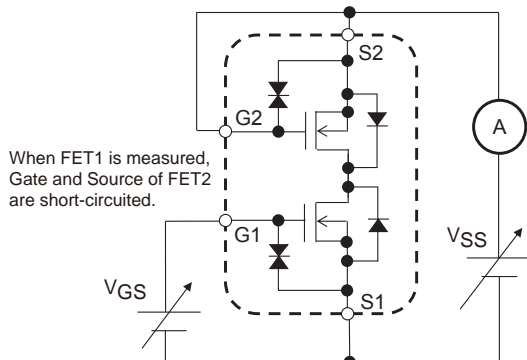 S2
G2
A
When FET1 is measured,
Gate and Source of FET2
are short-circuited.
G1
VSS
VGS
S1